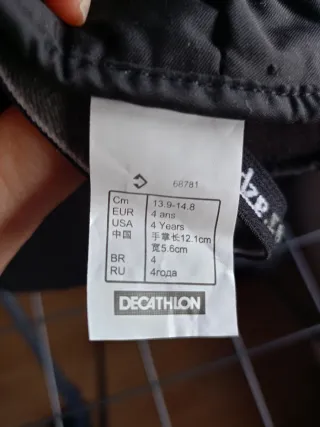 68781
Cm 13.9-14.8
EUR 4 ans
USA 4 Years
中国 手掌长12.1cm
宽5.6cm
BR 4
RU 4года
DECATHLON